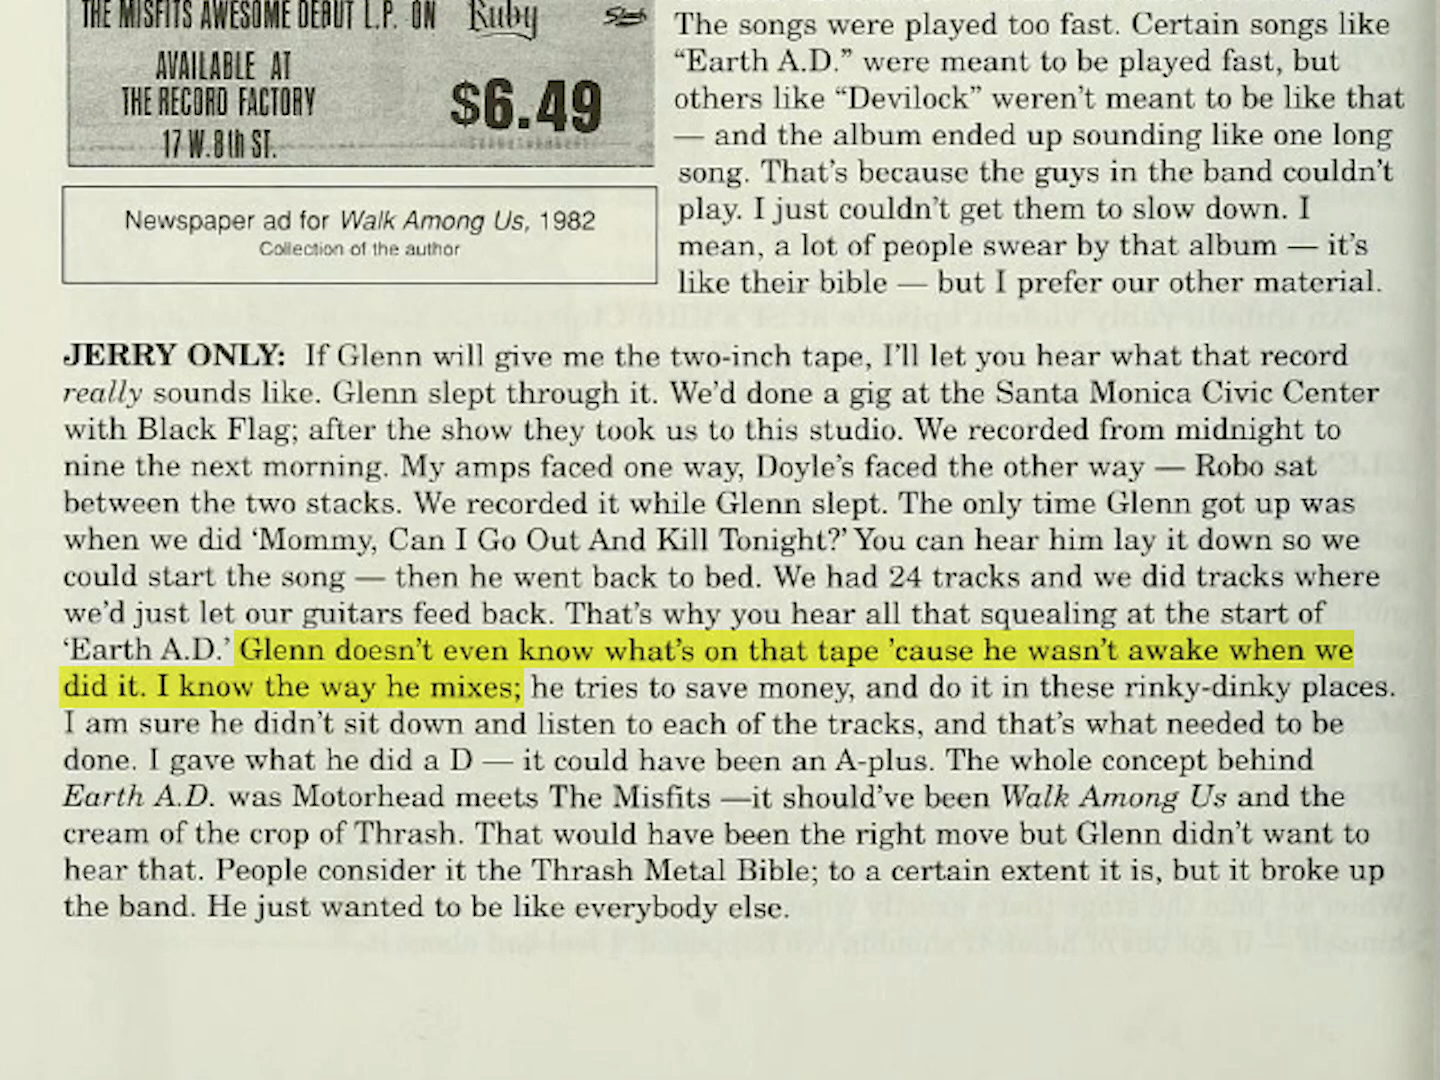 THE MISFITS AWESOME DEBUT L.P. ON Ruby Slash
AVAILABLE AT
THE RECORD FACTORY
17 W. 8th ST.
$6.49
Newspaper ad for Walk Among Us, 1982
Collection of the author
The songs were played too fast. Certain songs like
“Earth A.D.” were meant to be played fast, but
others like “Devilock” weren’t meant to be like that
— and the album ended up sounding like one long
song. That’s because the guys in the band couldn’t
play. I just couldn’t get them to slow down. I
mean, a lot of people swear by that album — it’s
like their bible — but I prefer our other material.
JERRY ONLY: If Glenn will give me the two-inch tape, I’ll let you hear what that record
really sounds like. Glenn slept through it. We’d done a gig at the Santa Monica Civic Center
with Black Flag; after the show they took us to this studio. We recorded from midnight to
nine the next morning. My amps faced one way, Doyle’s faced the other way — Robo sat
between the two stacks. We recorded it while Glenn slept. The only time Glenn got up was
when we did ‘Mommy, Can I Go Out And Kill Tonight?’ You can hear him lay it down so we
could start the song — then he went back to bed. We had 24 tracks and we did tracks where
we’d just let our guitars feed back. That’s why you hear all that squealing at the start of
‘Earth A.D.’ Glenn doesn’t even know what’s on that tape ’cause he wasn’t awake when we
did it. I know the way he mixes; he tries to save money, and do it in these rinky-dinky places.
I am sure he didn’t sit down and listen to each of the tracks, and that’s what needed to be
done. I gave what he did a D — it could have been an A-plus. The whole concept behind
Earth A.D. was Motorhead meets The Misfits —it should’ve been Walk Among Us and the
cream of the crop of Thrash. That would have been the right move but Glenn didn’t want to
hear that. People consider it the Thrash Metal Bible; to a certain extent it is, but it broke up
the band. He just wanted to be like everybody else.